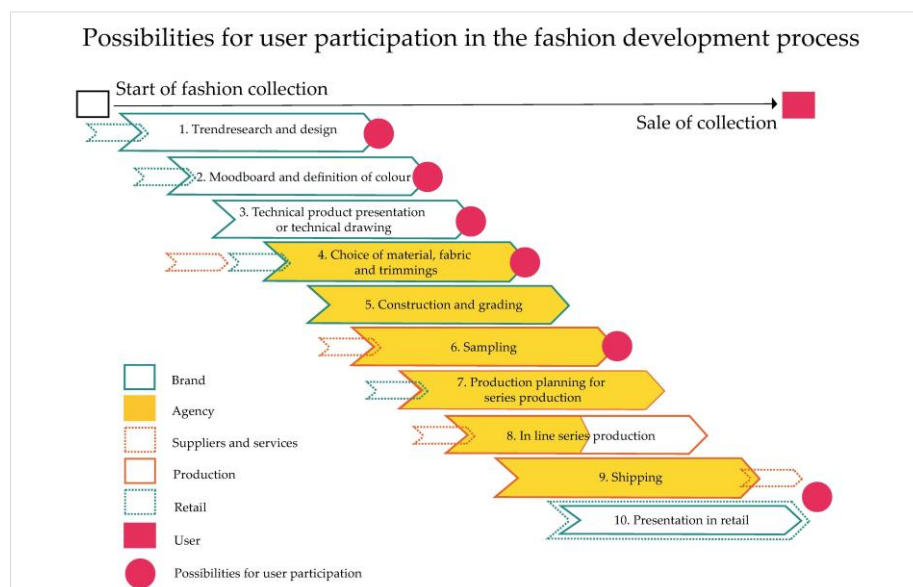 Possibilities for user participation in the fashion development process
Start of fashion collection
Sale of collection
1. Trendresearch and design
2. Moodboard and definition of colour
3. Technical product presentation
or technical drawing
4. Choice of material, fabric
and trimmings
5. Construction and grading
6. Sampling
7. Production planning for
series production
8. In line series production
9. Shipping
10. Presentation in retail
Brand
Agency
Suppliers and services
Production
Retail
User
Possibilities for user participation